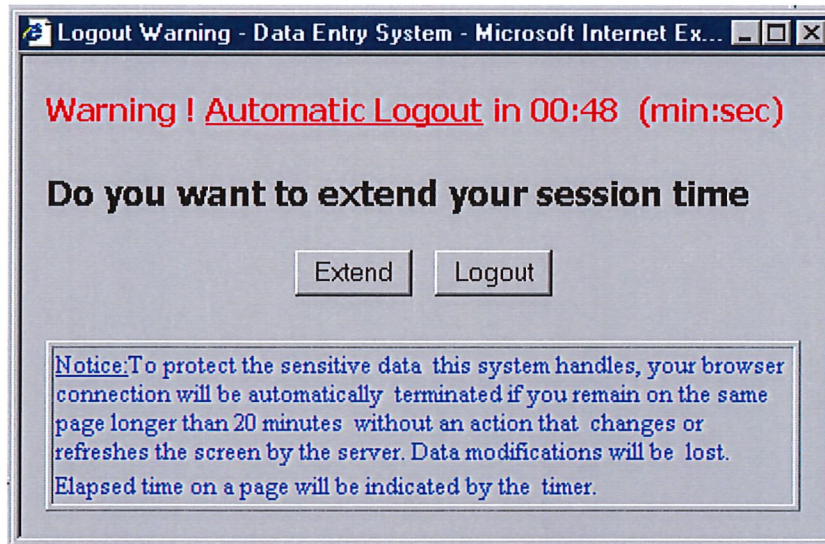 Logout Warning - Data Entry System - Microsoft Internet Ex...
Warning ! Automatic Logout in 00:48 (min:sec)
Do you want to extend your session time
Extend Logout
Notice:To protect the sensitive data this system handles, your browser
connection will be automatically terminated if you remain on the same
page longer than 20 minutes without an action that changes or
refreshes the screen by the server. Data modifications will be lost.
Elapsed time on a page will be indicated by the timer.